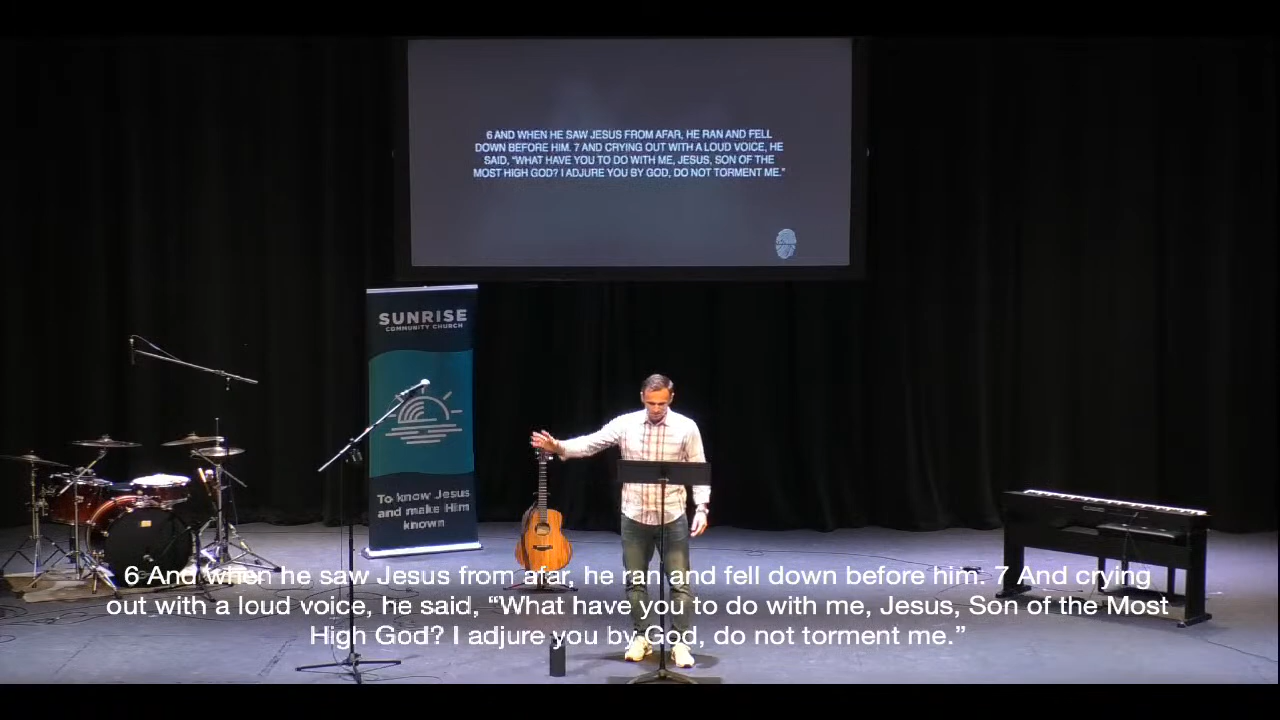 6 AND WHEN HE SAW JESUS FROM AFAR, HE RAN AND FELL
DOWN BEFORE HIM. 7 AND CRYING OUT WITH A LOUD VOICE, HE
SAID, “WHAT HAVE YOU TO DO WITH ME, JESUS, SON OF THE
MOST HIGH GOD? I ADJURE YOU BY GOD, DO NOT TORMENT ME.”
SUNRISE
COMMUNITY CHURCH
To know Jesus
and make Him
known
6 And when he saw Jesus from afar, he ran and fell down before him. 7 And crying
out with a loud voice, he said, “What have you to do with me, Jesus, Son of the Most
High God? I adjure you by God, do not torment me.”